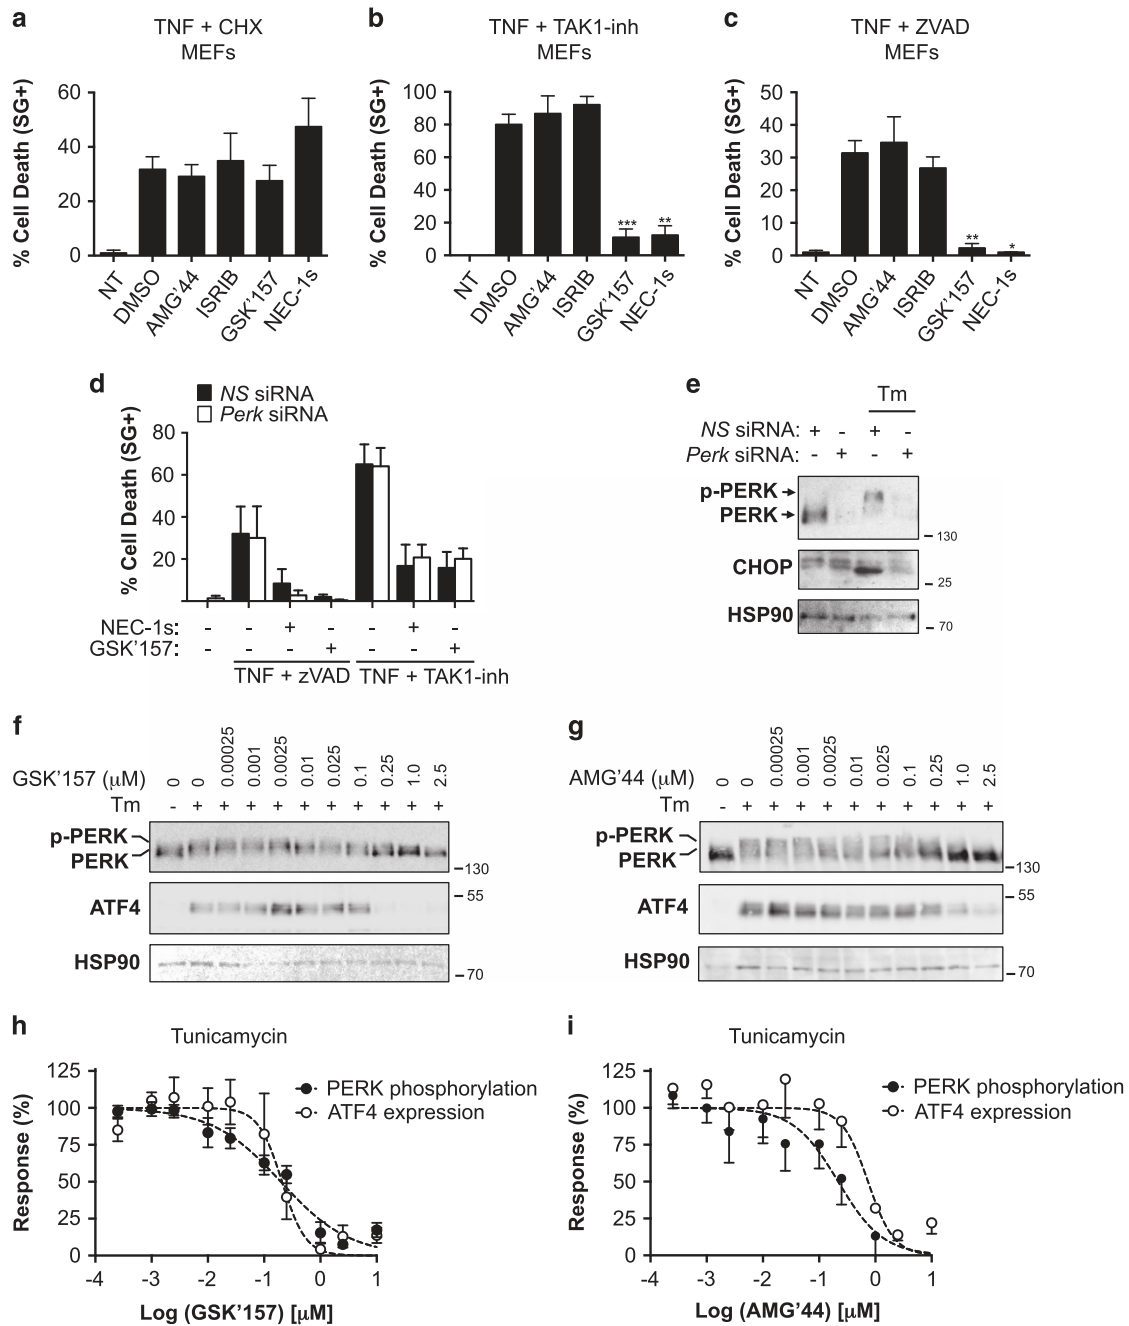 a
TNF + CHX
MEFs
% Cell Death (SG+)
60
40
20
0
NT
DMSO
AMG'44
ISRIB
GSK'157
NEC-1s
b
TNF + TAK1-inh
MEFs
% Cell Death (SG+)
100
80
60
40
20
0
***
**
NT
DMSO
AMG'44
ISRIB
GSK'157
NEC-1s
c
TNF + ZVAD
MEFs
% Cell Death (SG+)
50
40
30
20
10
0
**
*
NT
DMSO
AMG'44
ISRIB
GSK'157
NEC-1s
d
NS siRNA
Perk siRNA
% Cell Death (SG+)
80
60
40
20
NEC-1s: - - + - - + -
GSK'157: - - - + - - +
TNF + zVAD TNF + TAK1-inh
e
Tm
NS siRNA: + - + -
Perk siRNA: - + - +
p-PERK
PERK
130
CHOP
25
HSP90
70
f
GSK'157 (μM) 0 0 0.00025 0.001 0.0025 0.01 0.025 0.1 0.25 1.0 2.5
Tm - + + + + + + + + + +
p-PERK
PERK
130
55
ATF4
HSP90
70
g
AMG'44 (μM) 0 0 0.00025 0.001 0.0025 0.01 0.025 0.1 0.25 1.0 2.5
Tm - + + + + + + + + + +
p-PERK
PERK
130
55
ATF4
HSP90
70
h
Tunicamycin
Response (%)
125
100
75
50
25
0
PERK phosphorylation
ATF4 expression
-4 -3 -2 -1 0 1
Log (GSK'157) [μM]
i
Tunicamycin
Response (%)
125
100
75
50
25
0
PERK phosphorylation
ATF4 expression
-4 -3 -2 -1 0 1
Log (AMG'44) [μM]